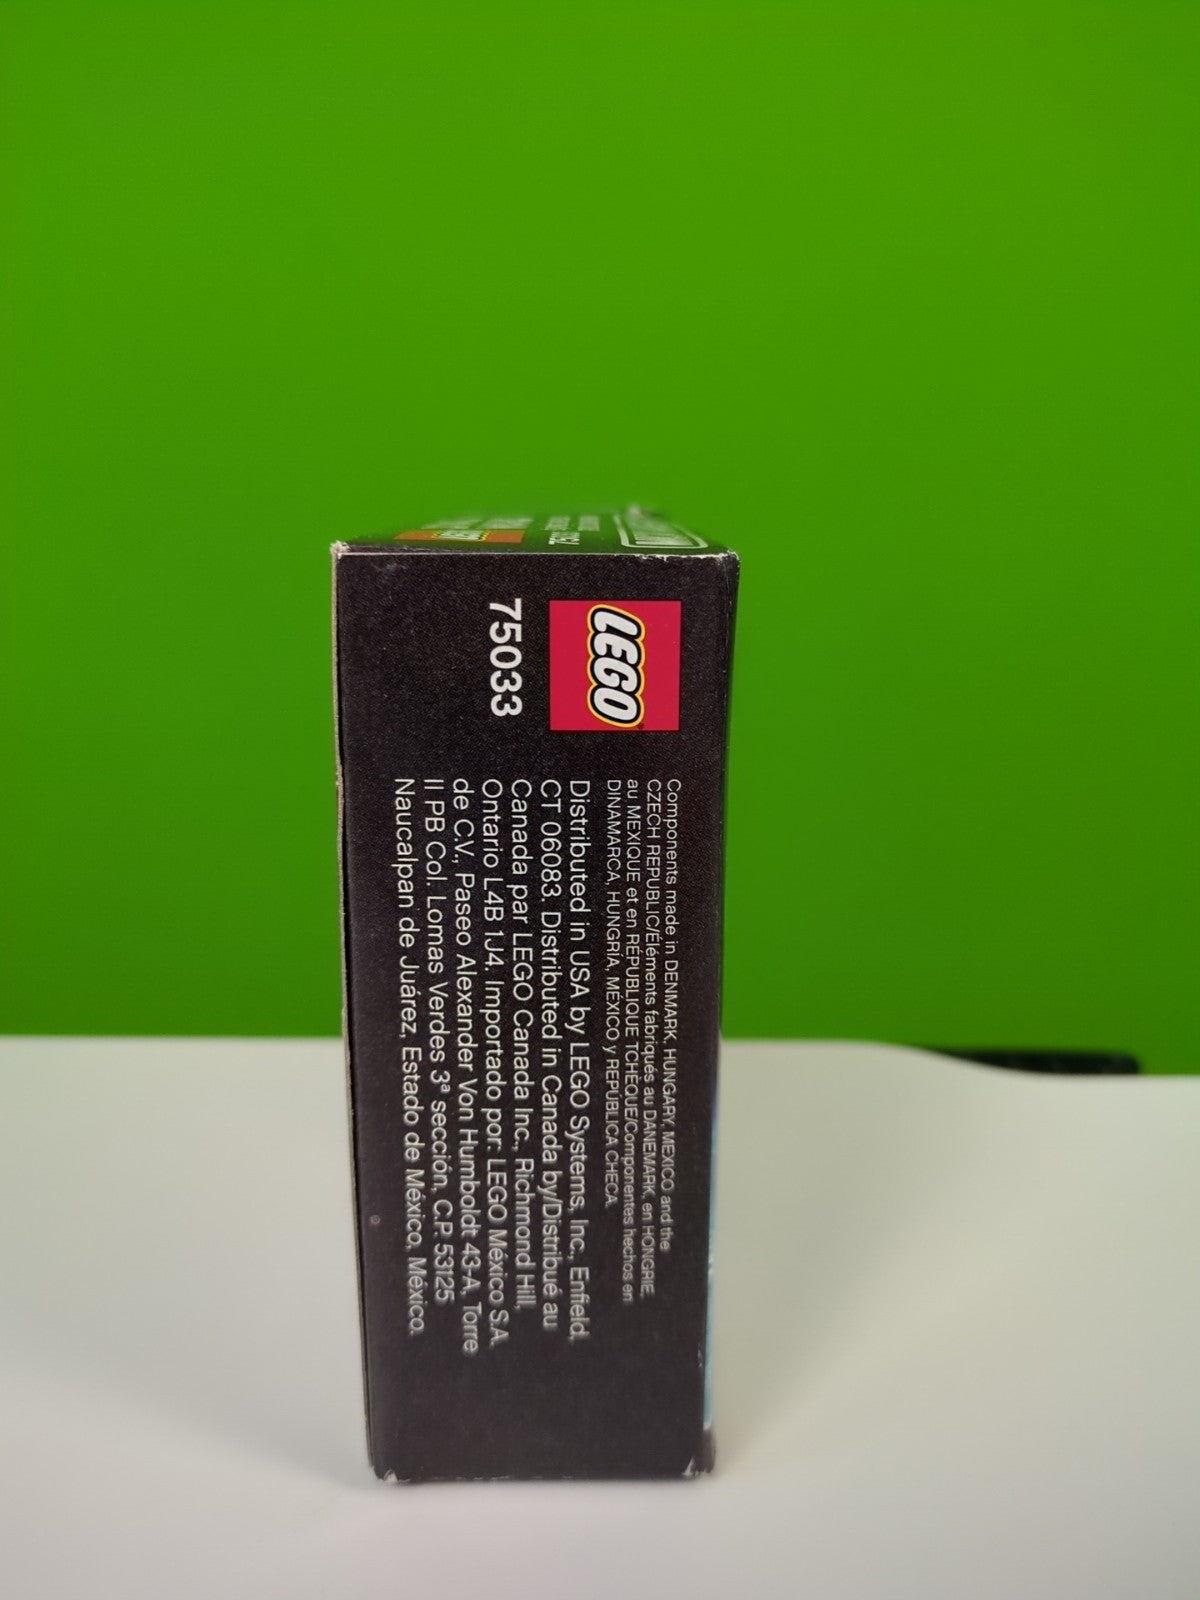 LEGO
75033
Components made in DENMARK, HUNGARY, MEXICO and the
CZECH REPUBLIC/Éléments fabriqués au DANEMARK, en HONGRIE,
au MEXIQUE et en RÉPUBLIQUE TCHÈQUE/Componentes hechos en
DINAMARCA, HUNGRÍA, MÉXICO y REPÚBLICA CHECA.
Distributed in USA by LEGO Systems, Inc., Enfield,
CT 06083. Distributed in Canada by/Distribué au
Canada par LEGO Canada Inc., Richmond Hill,
Ontario L4B 1J4. Importado por: LEGO México S.A.
de C.V., Paseo Alexander Von Humboldt 43-A, Torre
II PB Col. Lomas Verdes 3ª sección, C.P. 53125
Naucalpan de Juárez, Estado de México, México.